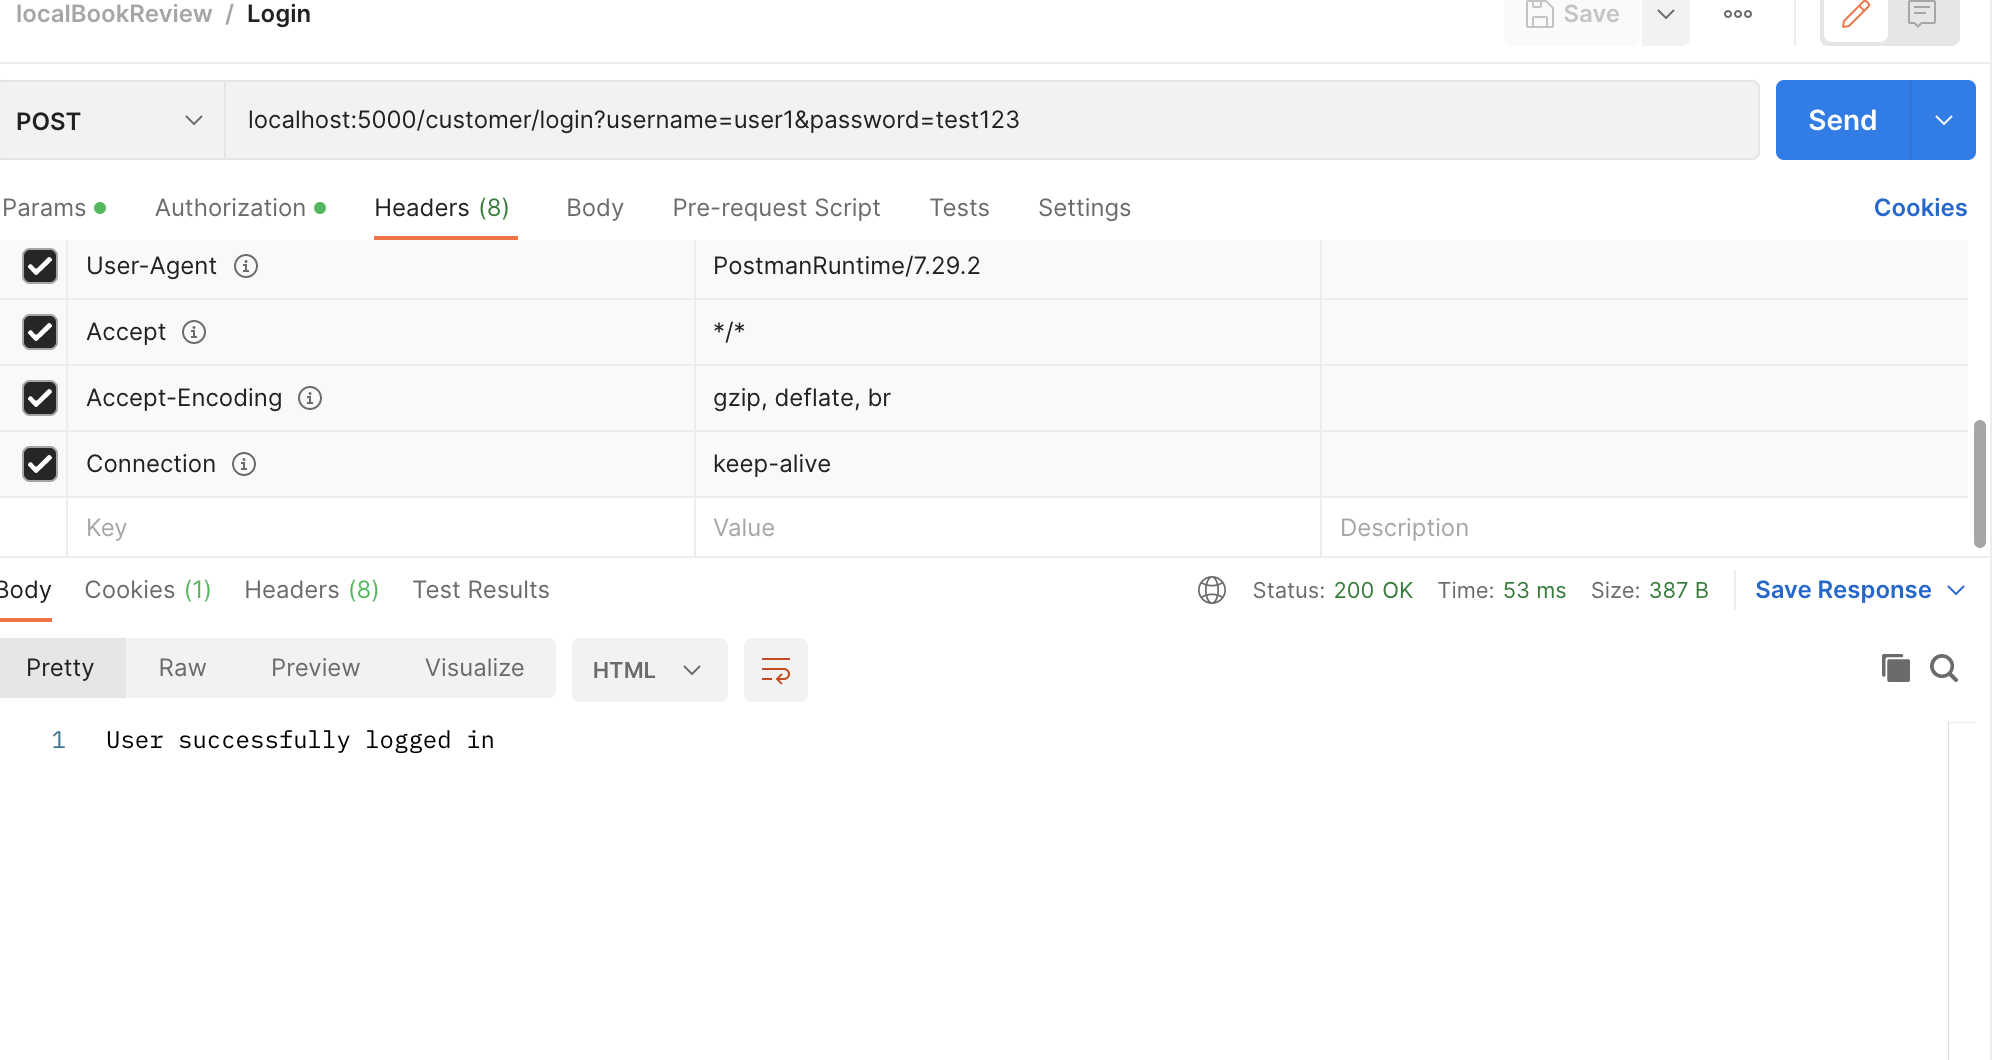 localBookReview / Login
Save
POST
localhost:5000/customer/login?username=user1&password=test123
Send
Params Authorization Headers (8) Body Pre-request Script Tests Settings Cookies
User-Agent PostmanRuntime/7.29.2
Accept */*
Accept-Encoding gzip, deflate, br
Connection keep-alive
Key Value Description
Body Cookies (1) Headers (8) Test Results Status: 200 OK Time: 53 ms Size: 387 B Save Response
Pretty Raw Preview Visualize HTML
1 User successfully logged in